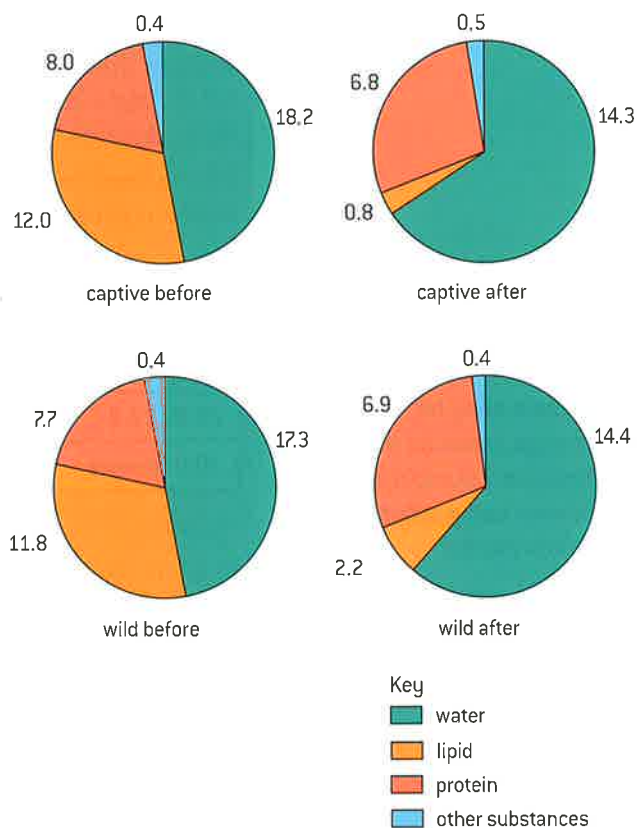 0.4
8.0
18.2
12.0
captive before
0.5
6.8
14.3
0.8
captive after
0.4
7.7
17.3
11.8
wild before
0.4
6.9
14.4
2.2
wild after
Key
water
lipid
protein
other substances